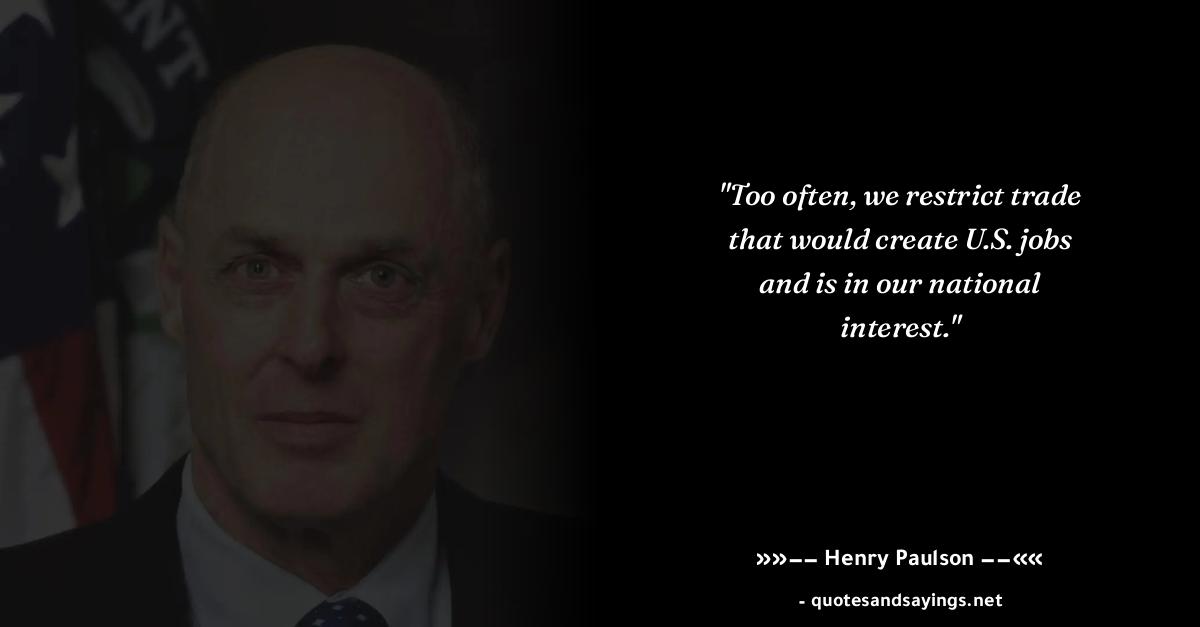 ENT
"Too often, we restrict trade
that would create U.S. jobs
and is in our national
interest."
»»—— Henry Paulson ——««
- quotesandsayings.net